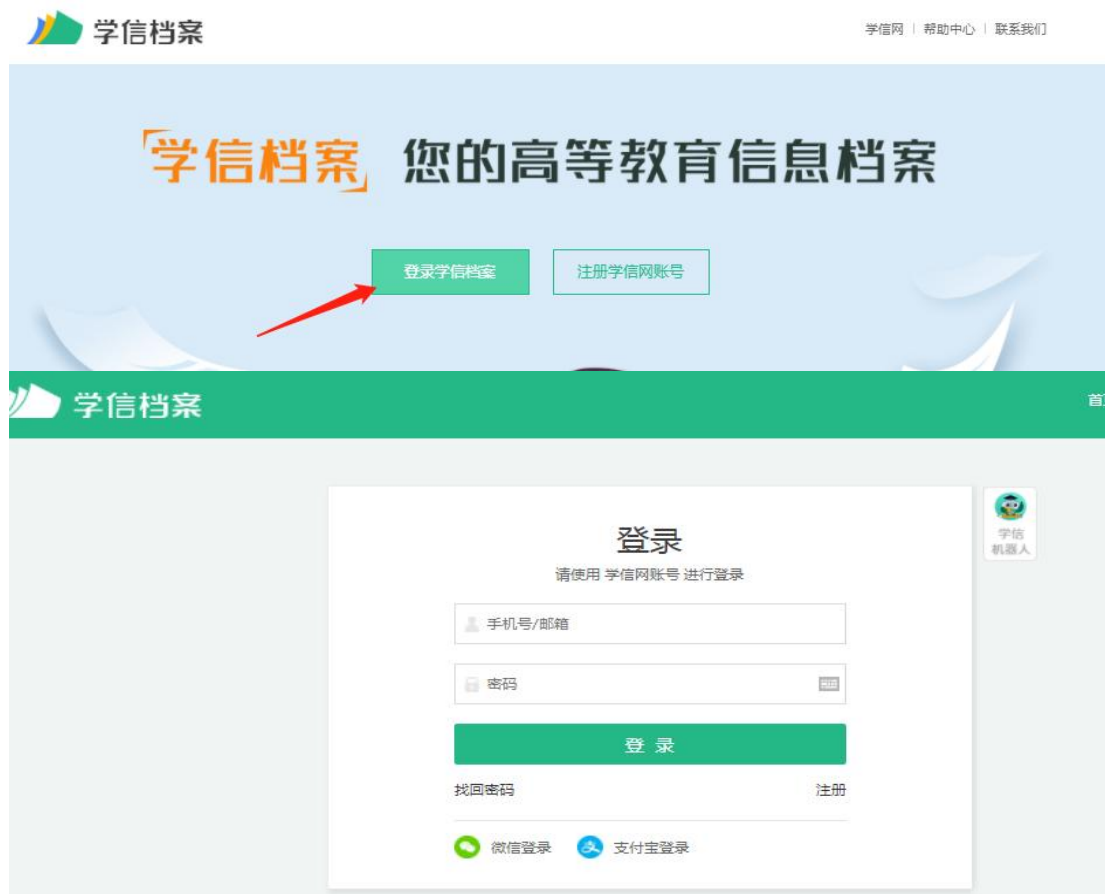 学信档案
学信网 | 帮助中心 | 联系我们
学信档案 您的高等教育信息档案
登录学信档案 注册学信网账号
学信档案
首
登录
请使用 学信网账号 进行登录
学信
机器人
手机号/邮箱
密码
登 录
找回密码 注册
微信登录 支付宝登录